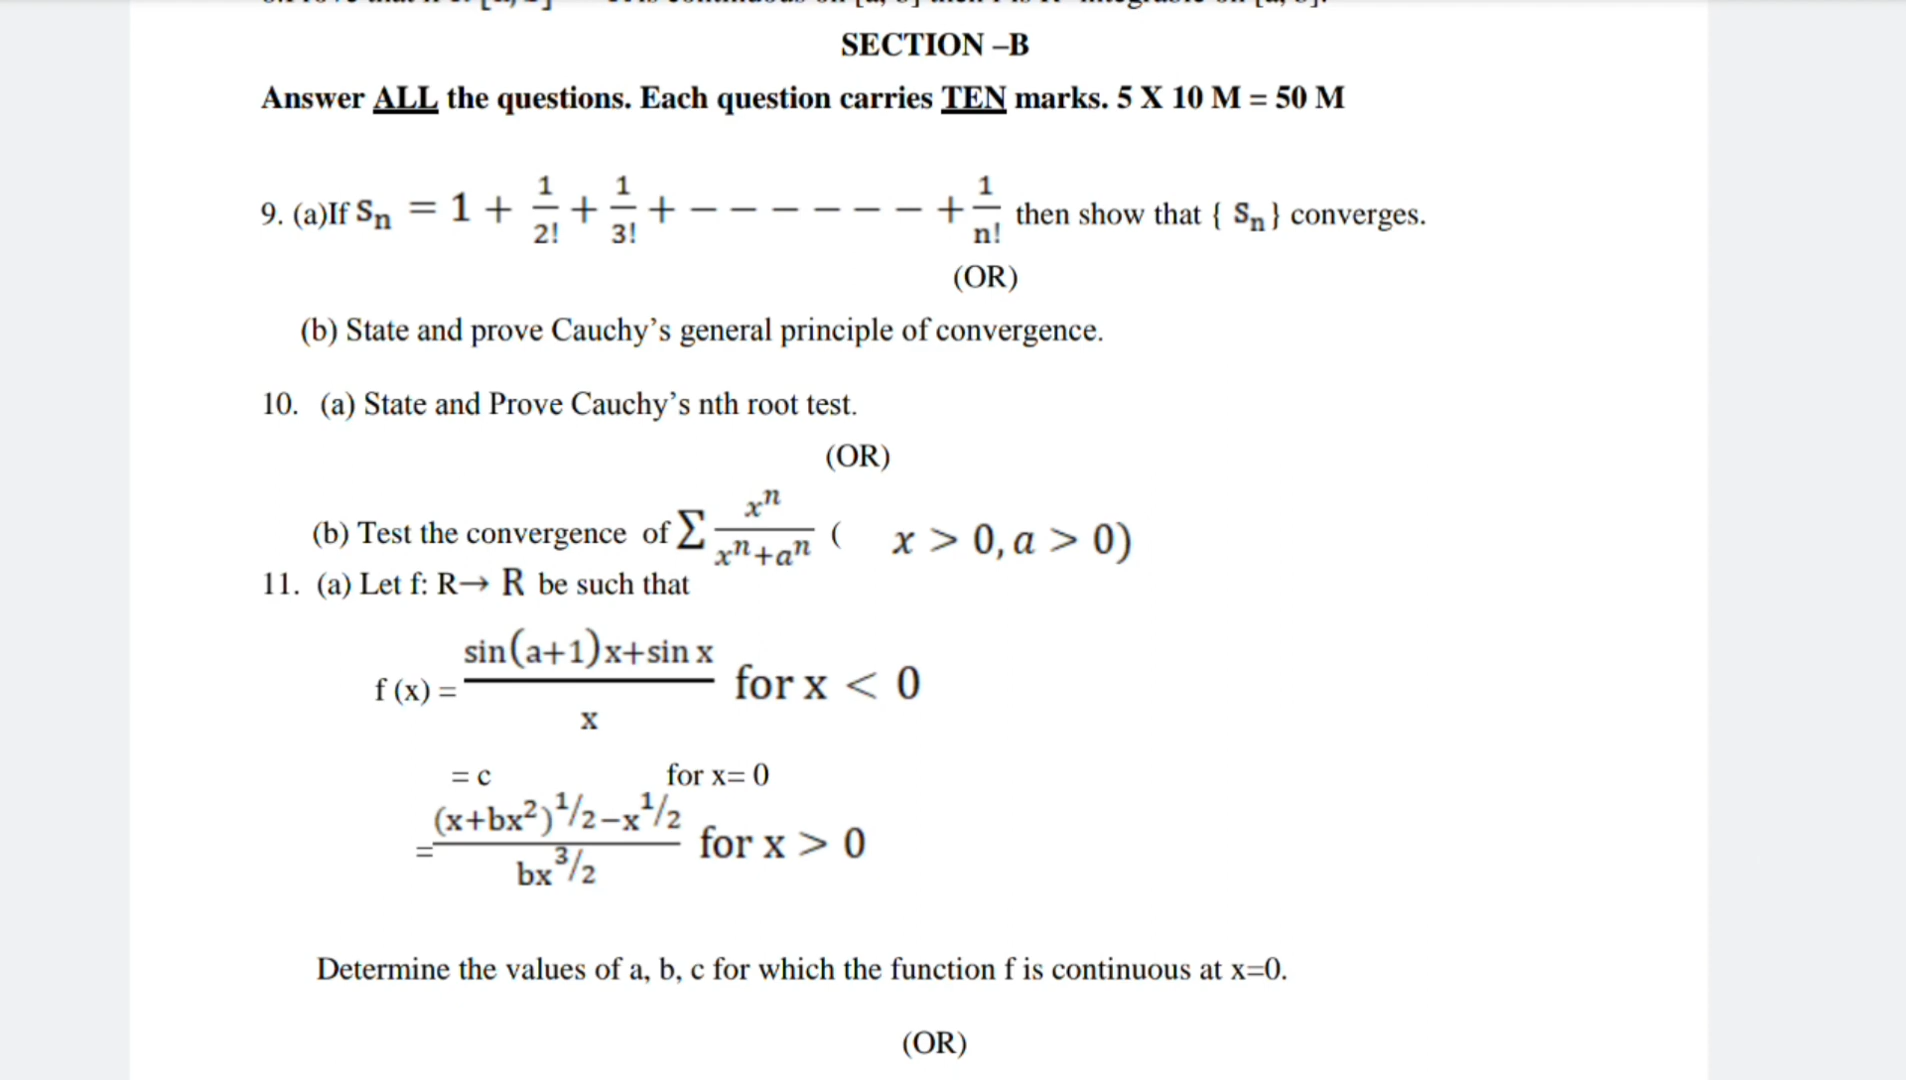 SECTION –B
Answer ALL the questions. Each question carries TEN marks. 5 X 10 M = 50 M
9. (a)If Sn = 1 + 1/2! + 1/3! + − − − − − − + 1/n! then show that { Sn} converges.
(OR)
(b) State and prove Cauchy’s general principle of convergence.
10. (a) State and Prove Cauchy’s nth root test.
(OR)
(b) Test the convergence of ∑ xⁿ/(xⁿ+aⁿ) ( x > 0, a > 0)
11. (a) Let f: R→ R be such that
f (x) = sin(a+1)x+sin x / x for x < 0
= c for x= 0
= (x+bx²)^1/2−x^1/2 / bx^3/2 for x > 0
Determine the values of a, b, c for which the function f is continuous at x=0.
(OR)